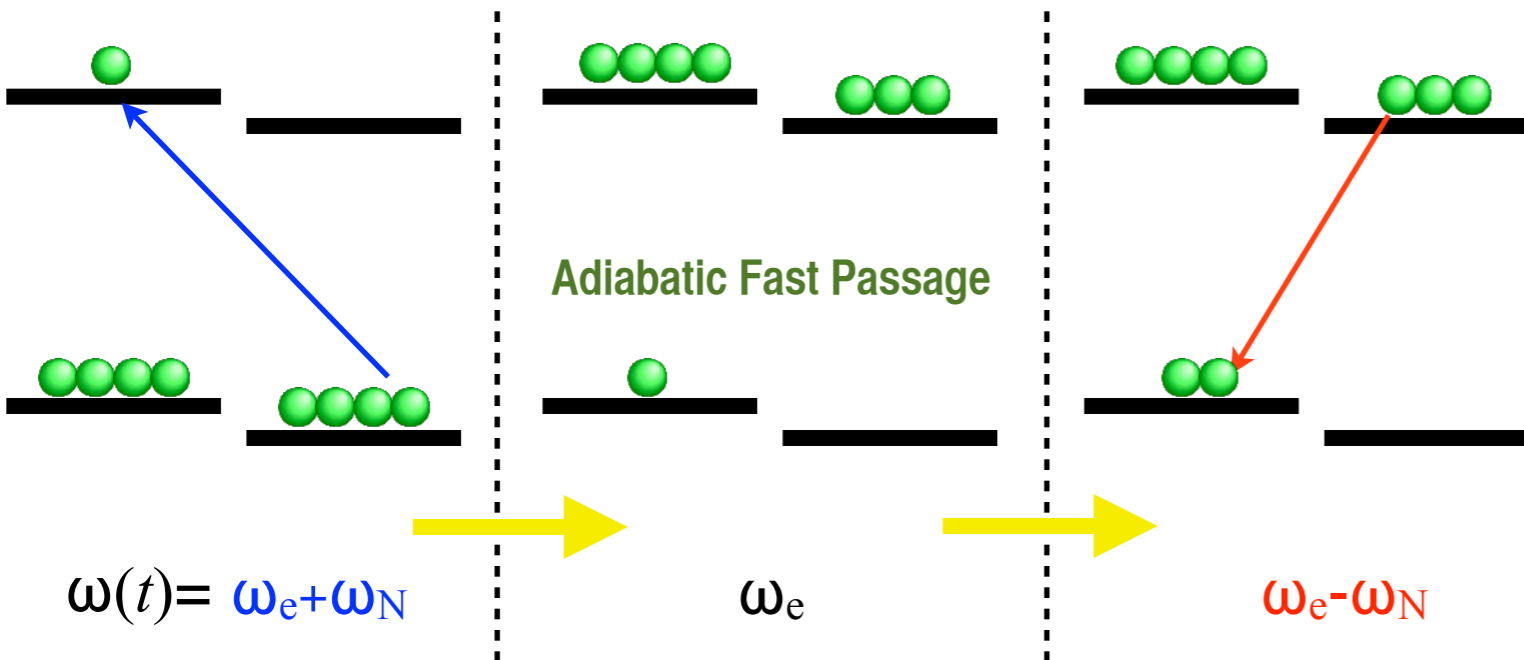 Adiabatic Fast Passage
ω(t)= ωe+ωN
ωe
ωe-ωN